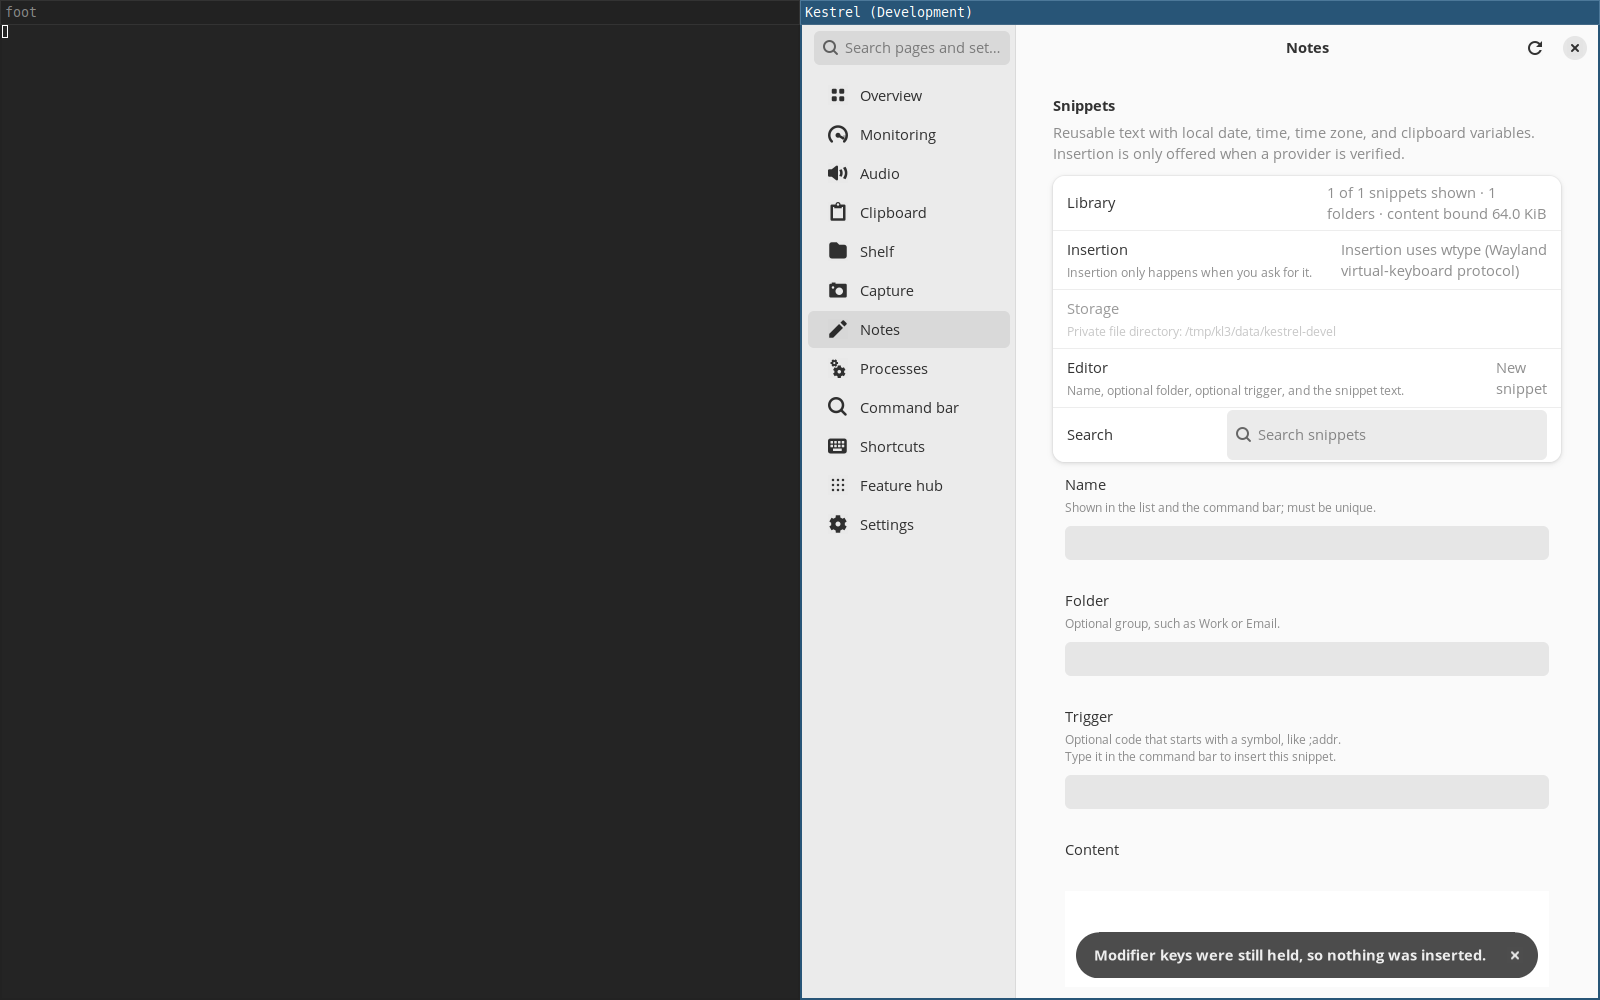 foot
Kestrel (Development)
Search pages and set...
Overview
Monitoring
Audio
Clipboard
Shelf
Capture
Notes
Processes
Command bar
Shortcuts
Feature hub
Settings
Notes
Snippets
Reusable text with local date, time, time zone, and clipboard variables.
Insertion is only offered when a provider is verified.
Library
1 of 1 snippets shown · 1
folders · content bound 64.0 KiB
Insertion
Insertion only happens when you ask for it.
Insertion uses wtype (Wayland
virtual-keyboard protocol)
Storage
Private file directory: /tmp/kl3/data/kestrel-devel
Editor
Name, optional folder, optional trigger, and the snippet text.
New
snippet
Search
Search snippets
Name
Shown in the list and the command bar; must be unique.
Folder
Optional group, such as Work or Email.
Trigger
Optional code that starts with a symbol, like ;addr.
Type it in the command bar to insert this snippet.
Content
Modifier keys were still held, so nothing was inserted.